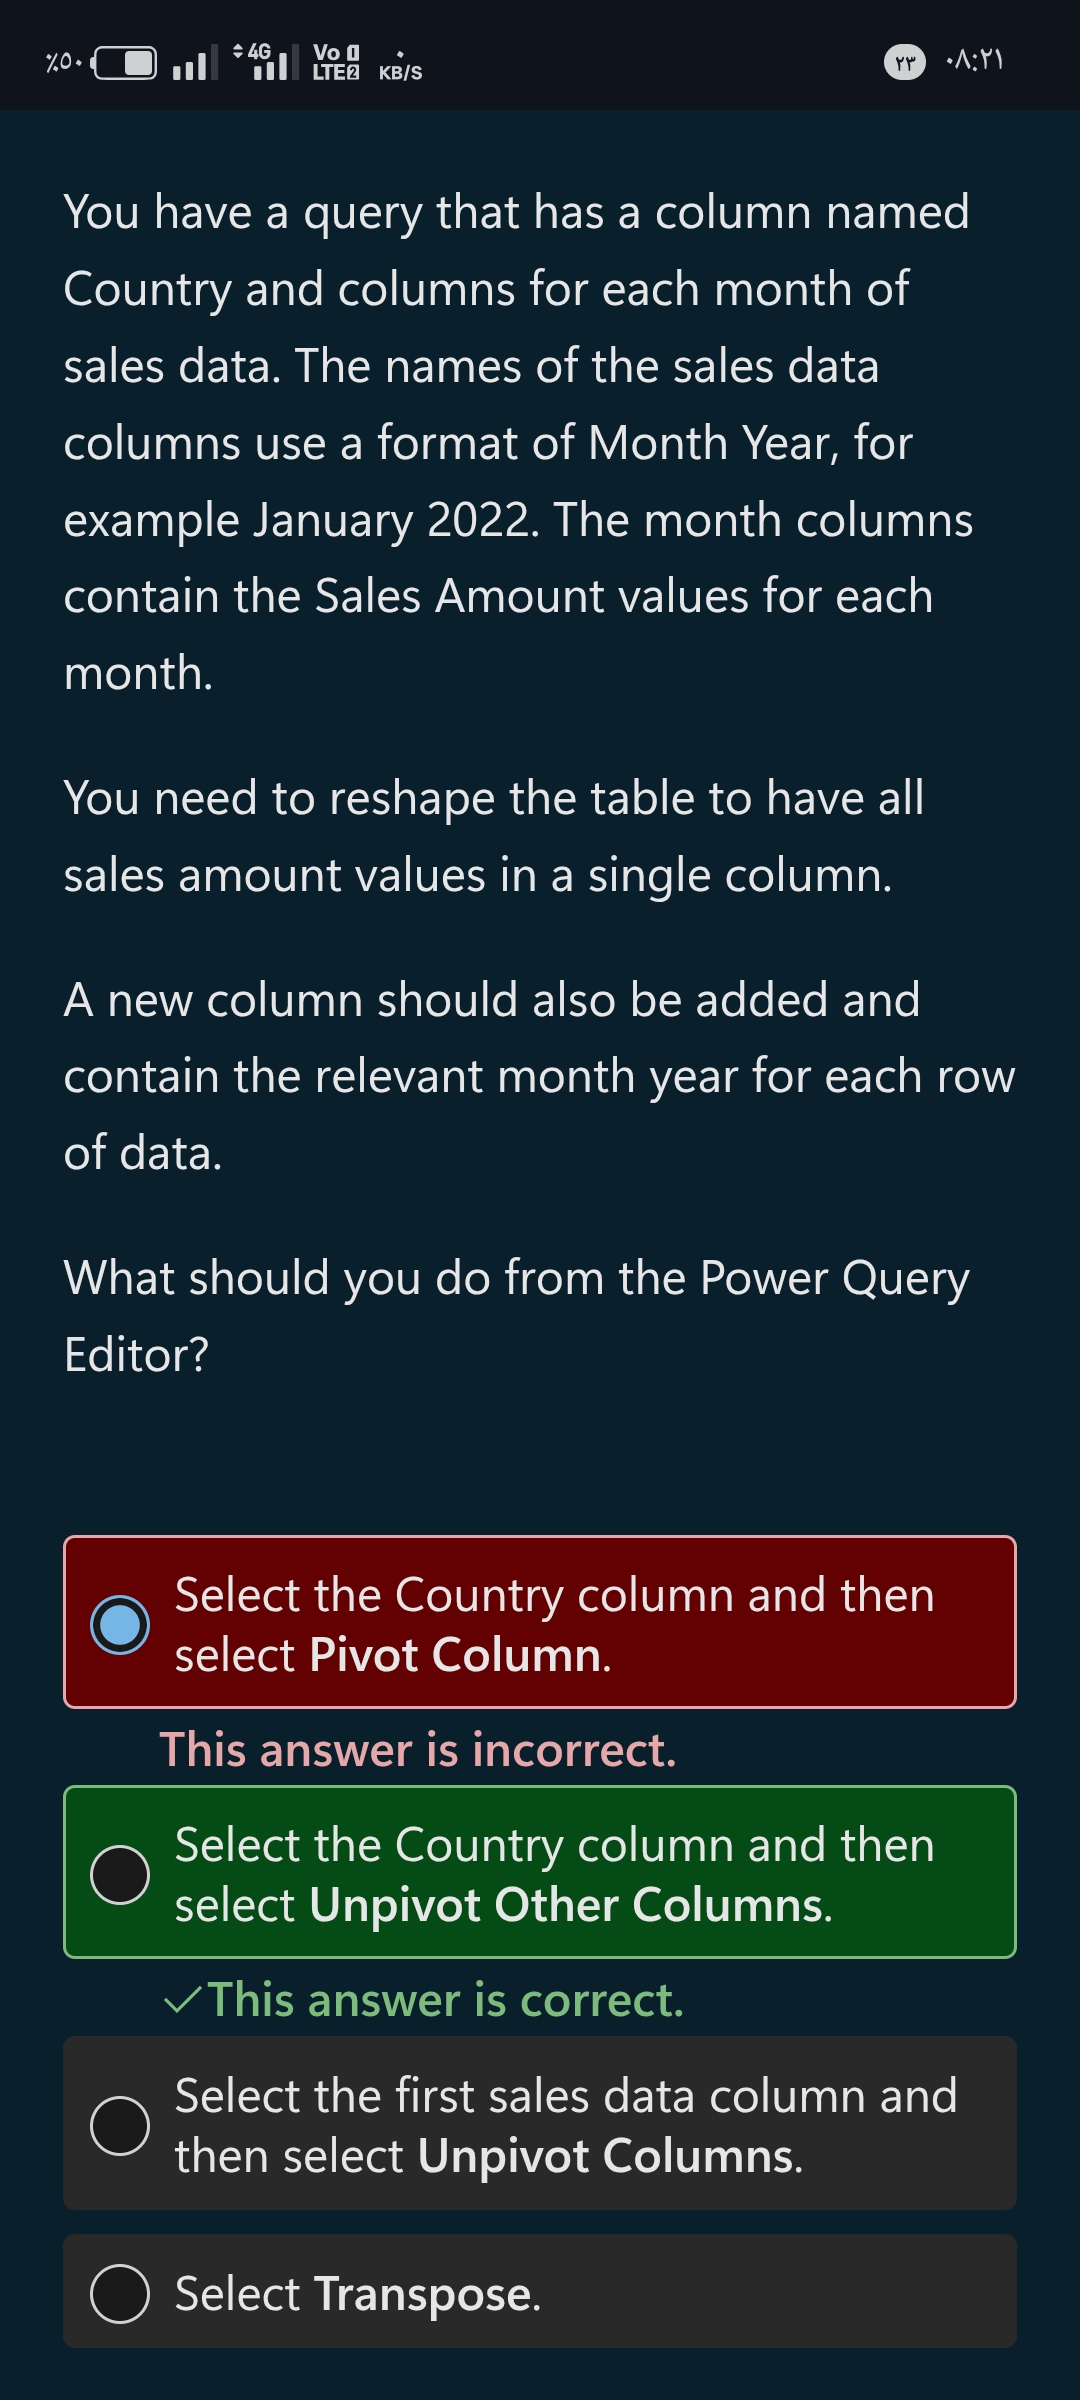 ٪٥٠ 4G Vo LTE 1 2 ٠ KB/S ٢٣ ٠٨:٢١
You have a query that has a column named
Country and columns for each month of
sales data. The names of the sales data
columns use a format of Month Year, for
example January 2022. The month columns
contain the Sales Amount values for each
month.
You need to reshape the table to have all
sales amount values in a single column.
A new column should also be added and
contain the relevant month year for each row
of data.
What should you do from the Power Query
Editor?
Select the Country column and then
select Pivot Column.
This answer is incorrect.
Select the Country column and then
select Unpivot Other Columns.
✓This answer is correct.
Select the first sales data column and
then select Unpivot Columns.
Select Transpose.